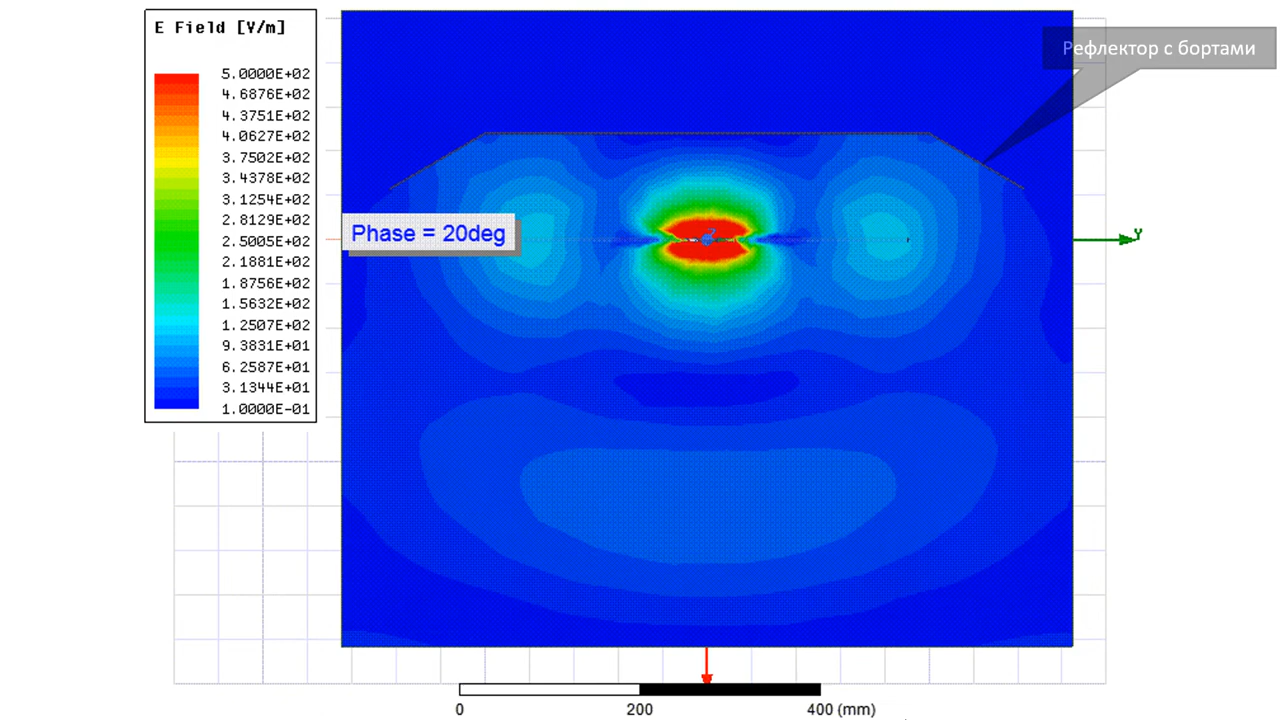 E Field [V/m]
5.0000E+02
4.6876E+02
4.3751E+02
4.0627E+02
3.7502E+02
3.4378E+02
3.1254E+02
2.8129E+02
2.5005E+02
2.1881E+02
1.8756E+02
1.5632E+02
1.2507E+02
9.3831E+01
6.2587E+01
3.1344E+01
1.0000E-01
Рефлектор с бортами
Phase = 20deg
Z
Y
0 200 400 (mm)